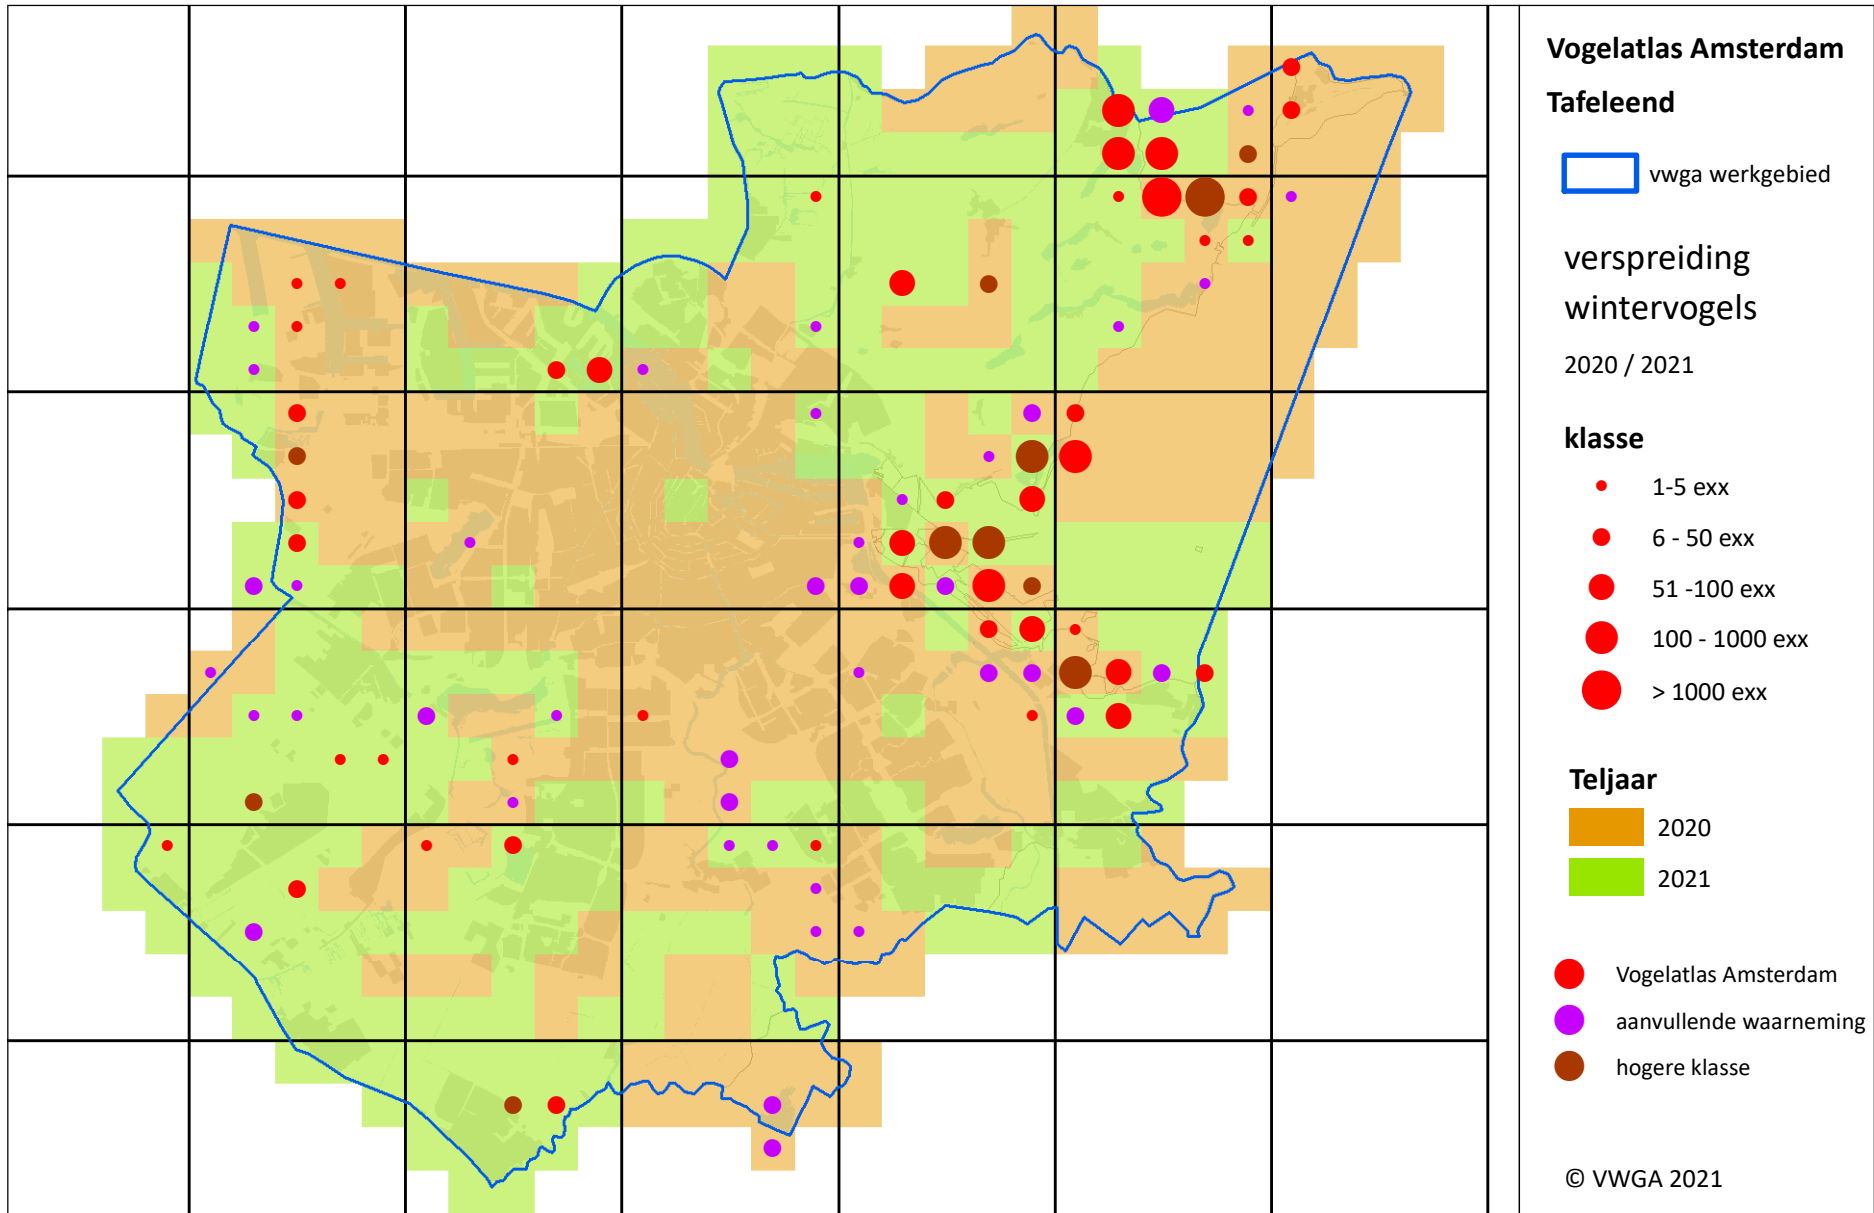 Vogelatlas Amsterdam
Tafeleend
vwga werkgebied
verspreiding
wintervogels
2020 / 2021
klasse
1-5 exx
6 - 50 exx
51 -100 exx
100 - 1000 exx
> 1000 exx
Teljaar
2020
2021
Vogelatlas Amsterdam
aanvullende waarneming
hogere klasse
© VWGA 2021